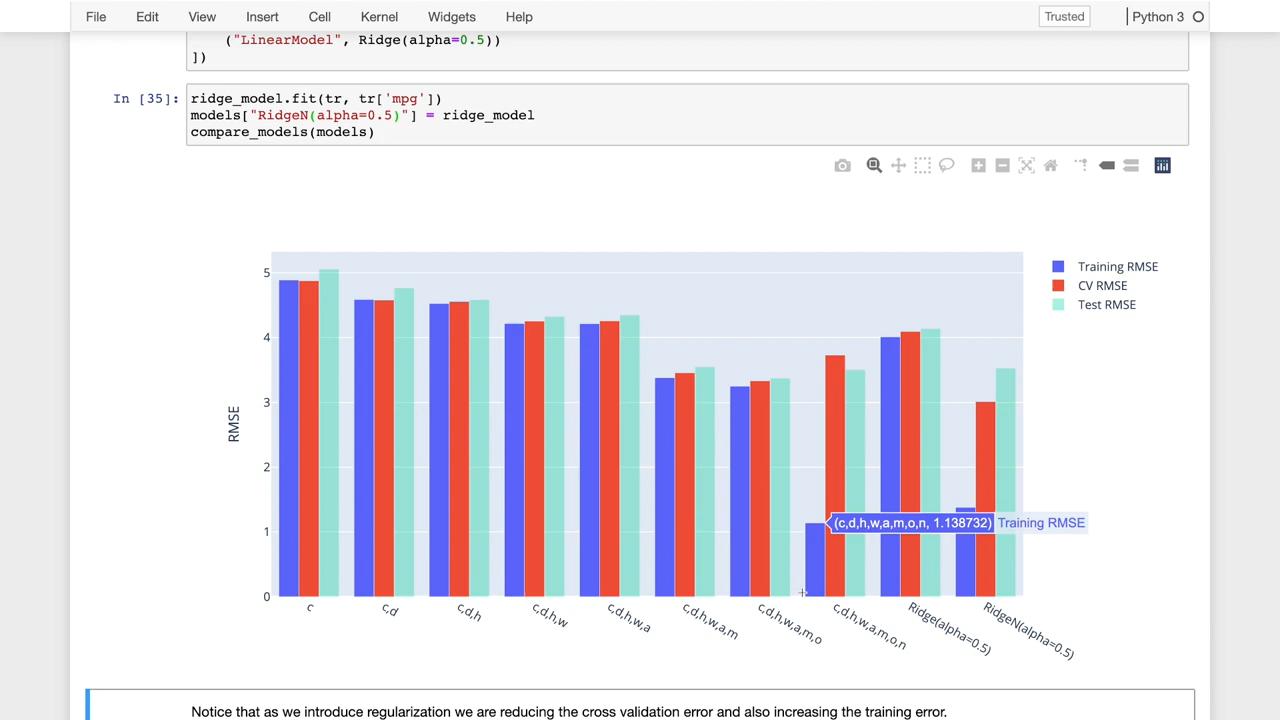 File Edit View Insert Cell Kernel Widgets Help Trusted Python 3
("LinearModel", Ridge(alpha=0.5))
])
In [35]: ridge_model.fit(tr, tr['mpg'])
models["RidgeN(alpha=0.5)"] = ridge_model
compare_models(models)
Training RMSE
CV RMSE
Test RMSE
RMSE
5
4
3
2
1
0
(c,d,h,w,a,m,o,n, 1.138732) Training RMSE
c
c,d
c,d,h
c,d,h,w
c,d,h,w,a
c,d,h,w,a,m
c,d,h,w,a,m,o
c,d,h,w,a,m,o,n
Ridge(alpha=0.5)
RidgeN(alpha=0.5)
Notice that as we introduce regularization we are reducing the cross validation error and also increasing the training error.